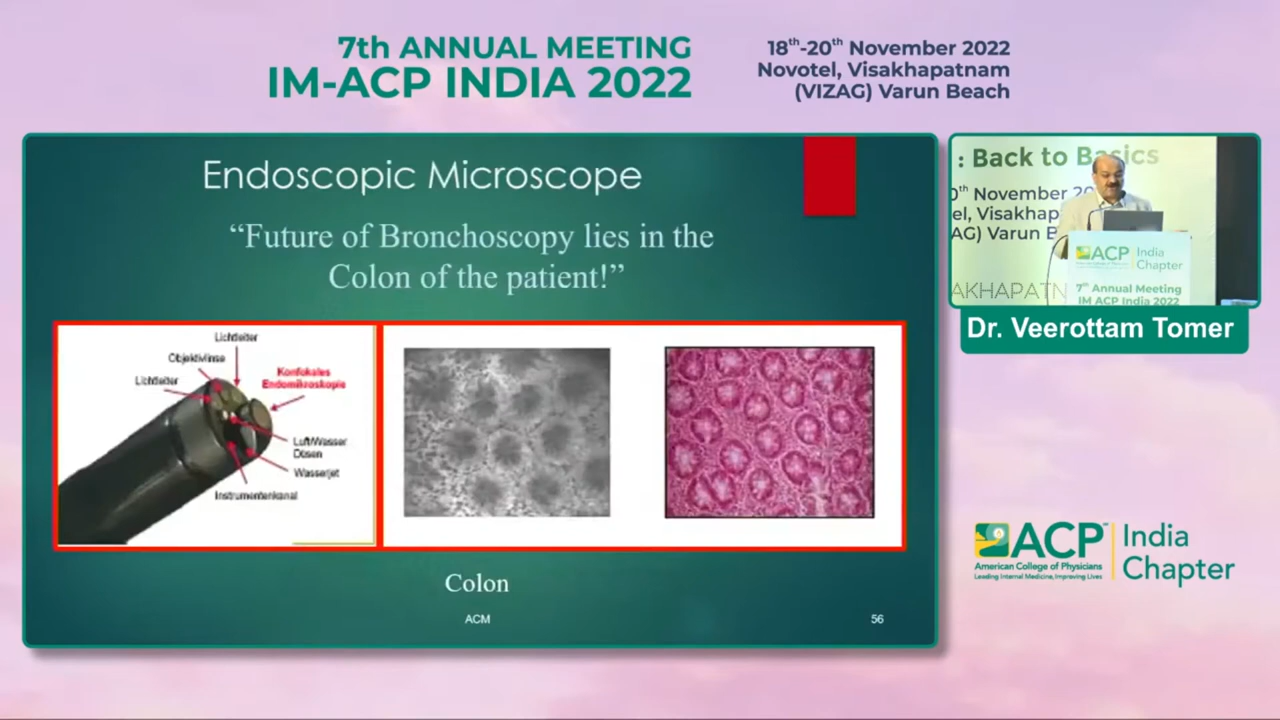 7th ANNUAL MEETING
IM-ACP INDIA 2022
18th-20th November 2022
Novotel, Visakhapatnam
(VIZAG) Varun Beach
Endoscopic Microscope
“Future of Bronchoscopy lies in the
Colon of the patient!”
Lichtleiter
Objektivlinse
Lichtleiter
Konfokales
Endomikroskopie
Luft/Wasser
Düsen
Wasserjet
Instrumentenkanal
Colon
ACM
56
: Back to Basics
0th November 20
el, Visakhap
AG) Varun B
AKHAPATN
ACP India
Chapter
7th Annual Meeting
IM ACP India 2022
Dr. Veerottam Tomer
ACP™
American College of Physicians
Leading Internal Medicine, Improving Lives
India
Chapter